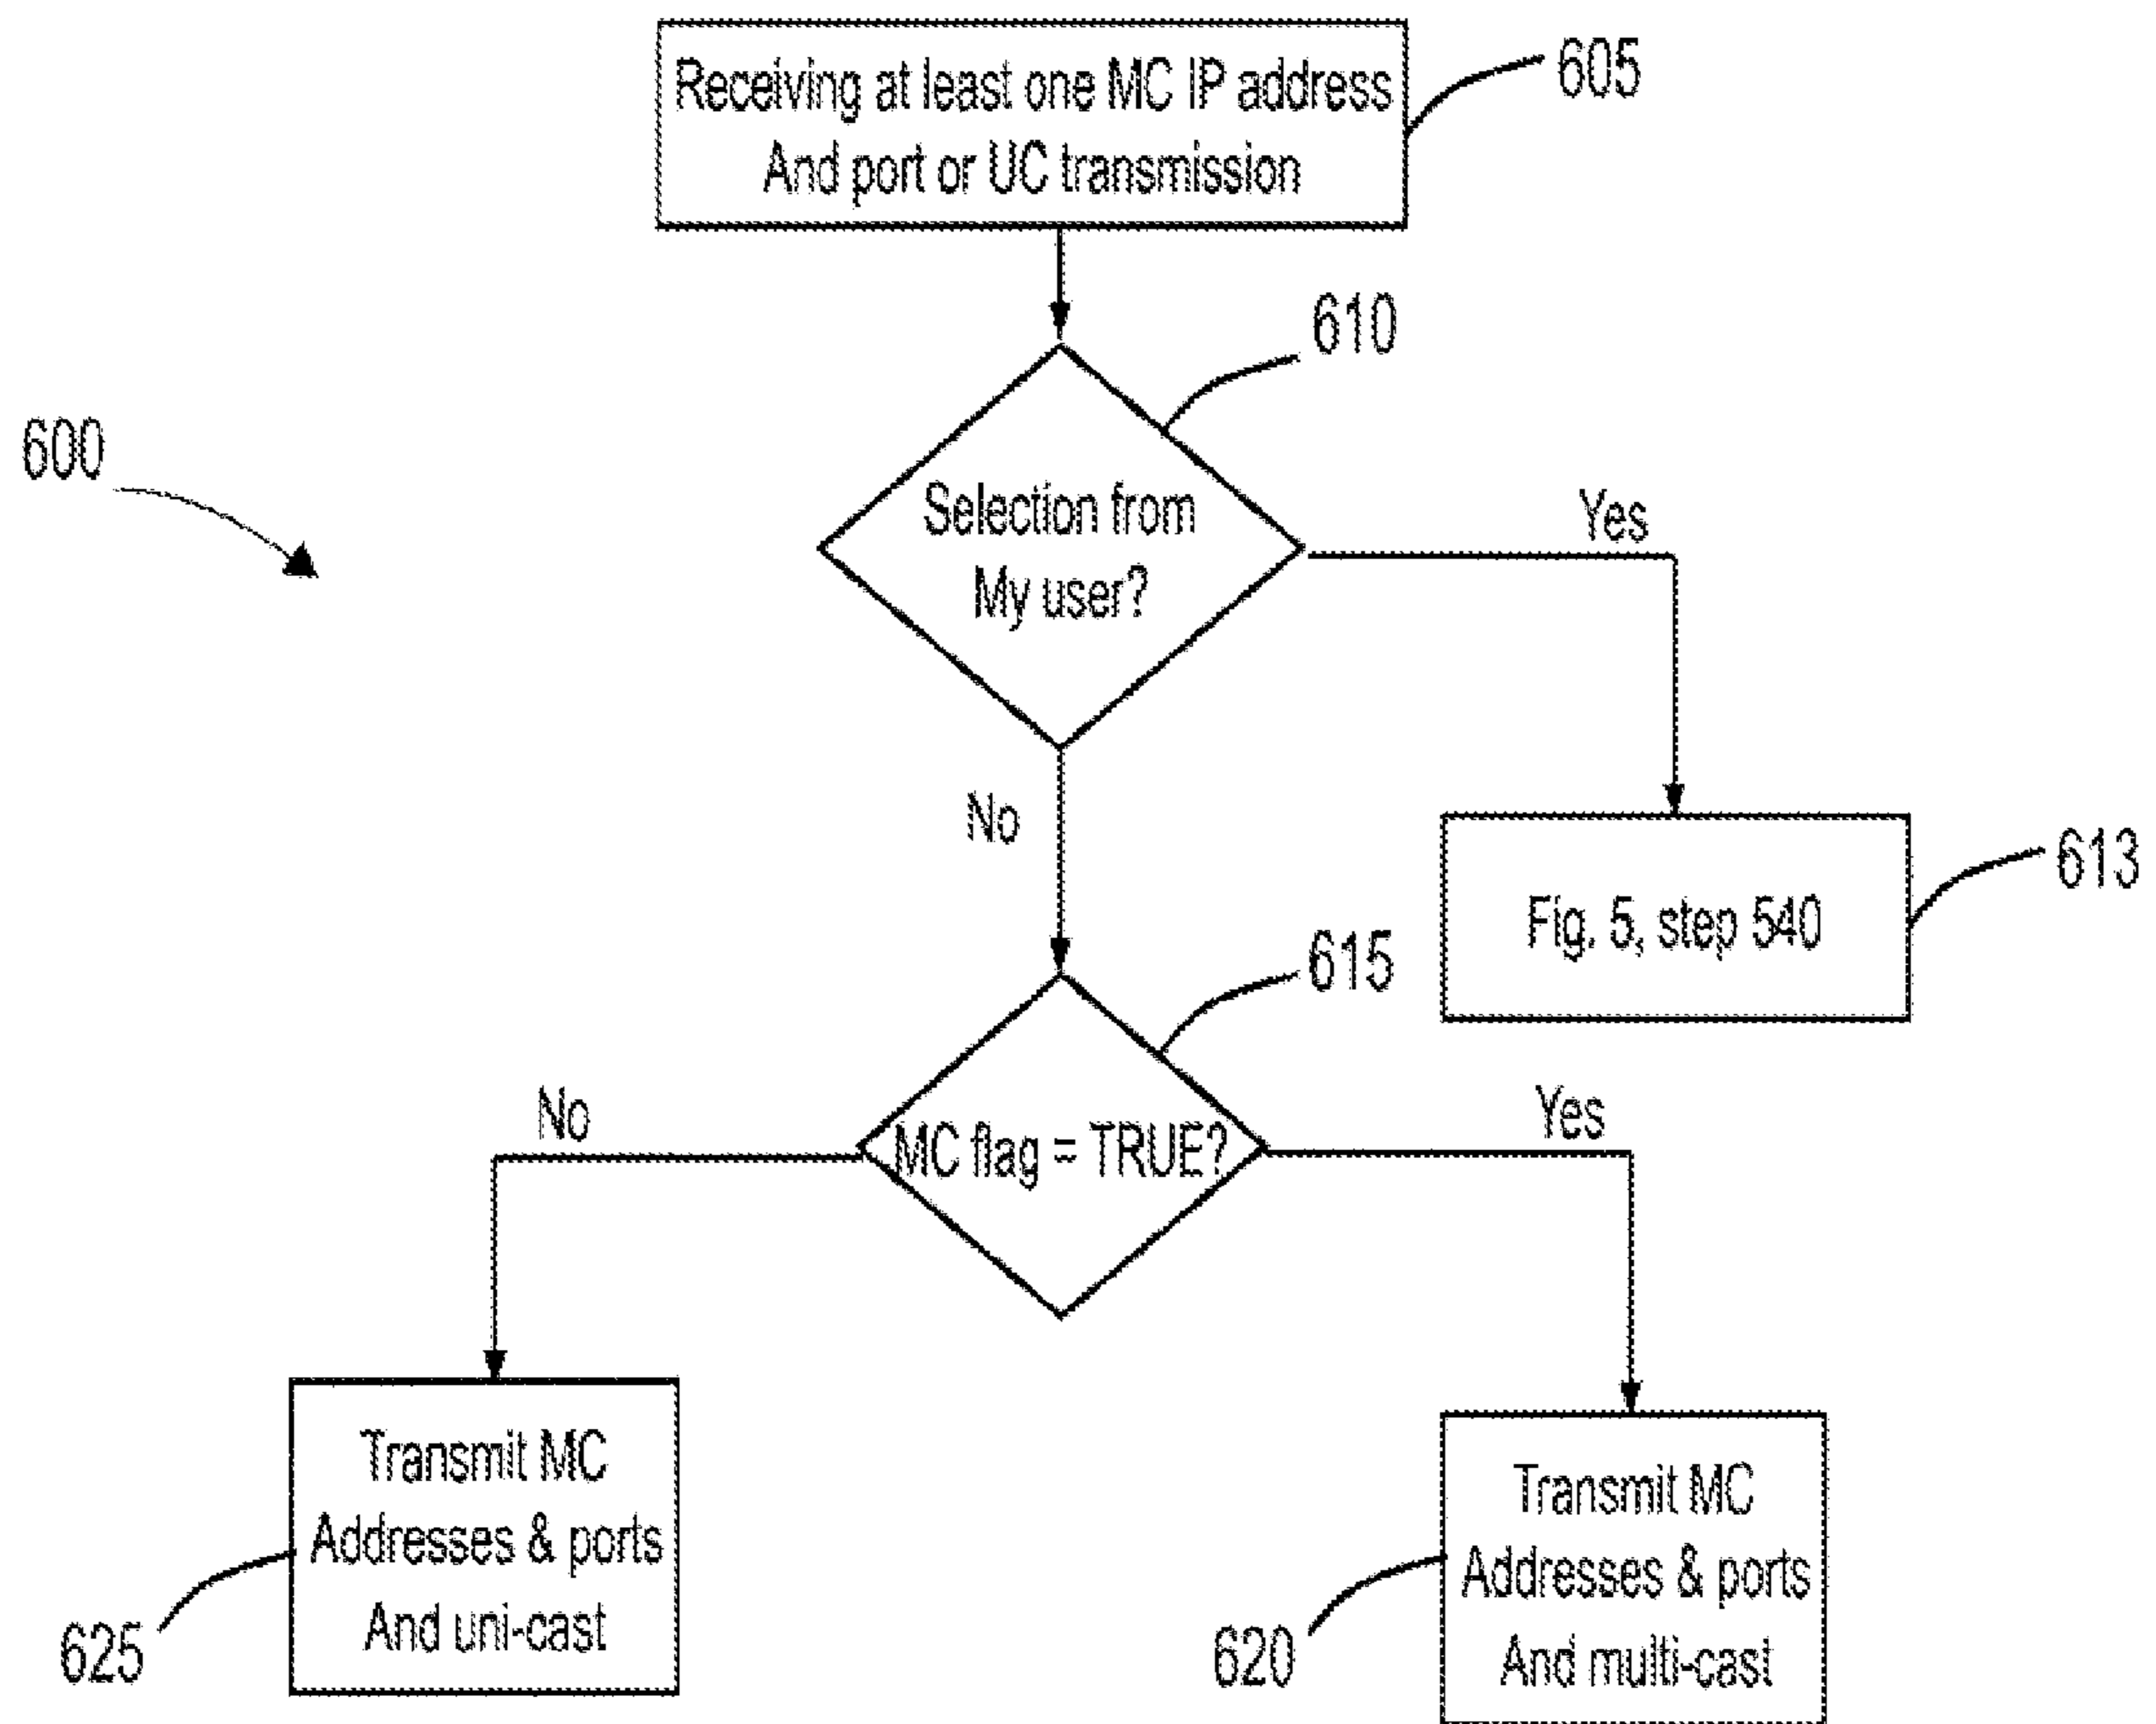 Receiving at least one MC IP address
And port or UC transmission
605
610
600
Selection from
My user?
Yes
No
Fig. 5, step 540
613
615
No
MC flag = TRUE?
Yes
Transmit MC
Addresses & ports
And uni-cast
625
Transmit MC
Addresses & ports
And multi-cast
620